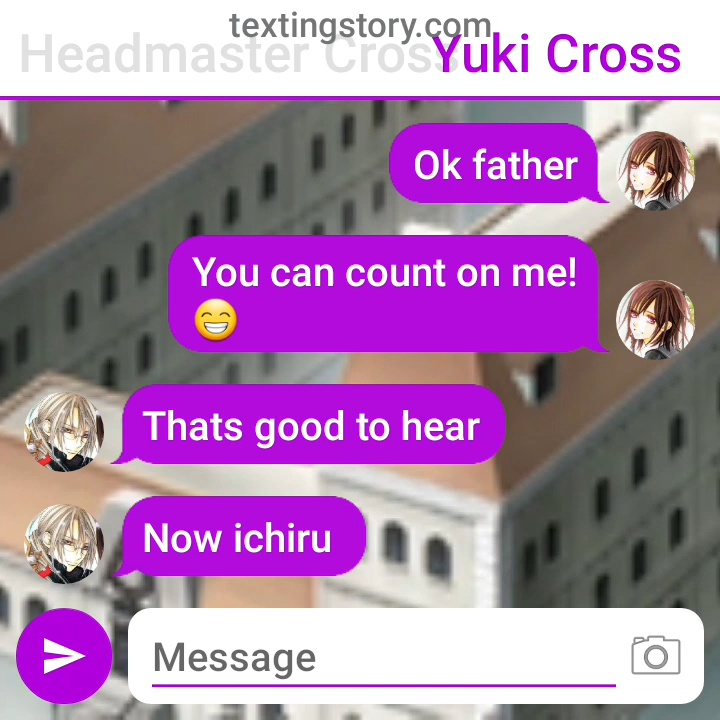 textingstory.com
Headmaster Cross
Yuki Cross
Ok father
You can count on me!
😁
Thats good to hear
Now ichiru
Message